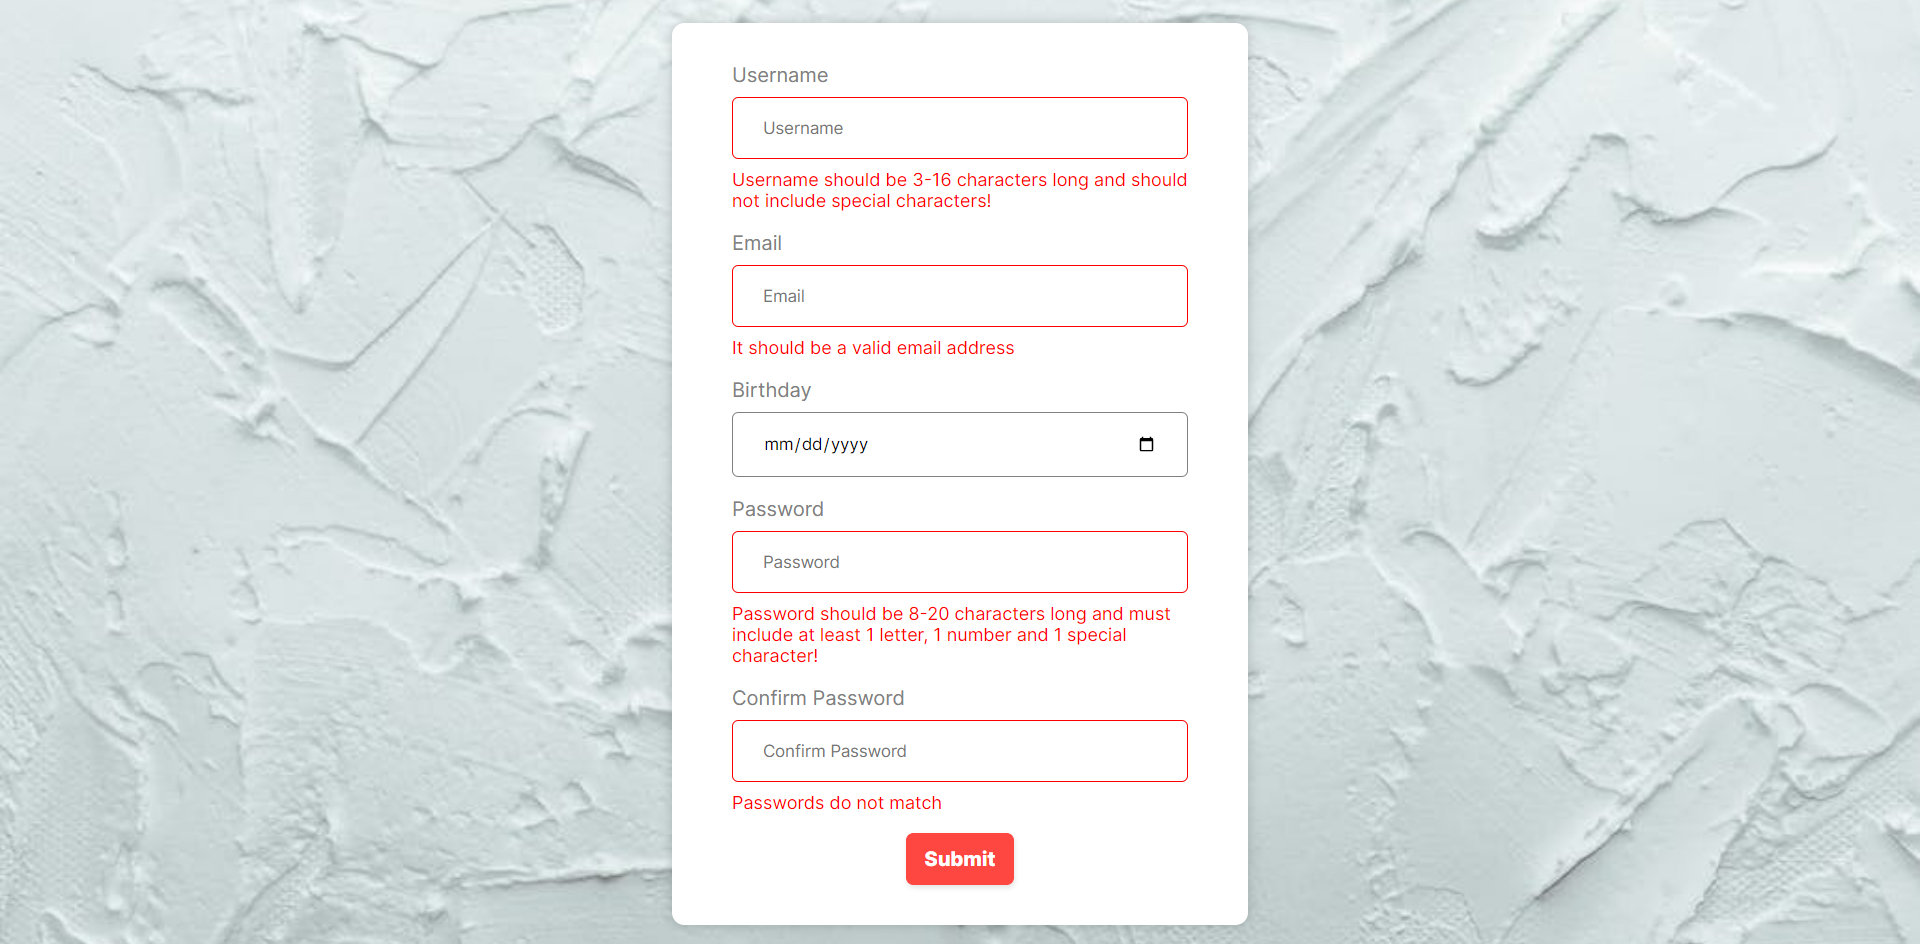 Username
Username
Username should be 3-16 characters long and should
not include special characters!
Email
Email
It should be a valid email address
Birthday
mm/dd/yyyy
Password
Password
Password should be 8-20 characters long and must
include at least 1 letter, 1 number and 1 special
character!
Confirm Password
Confirm Password
Passwords do not match
Submit